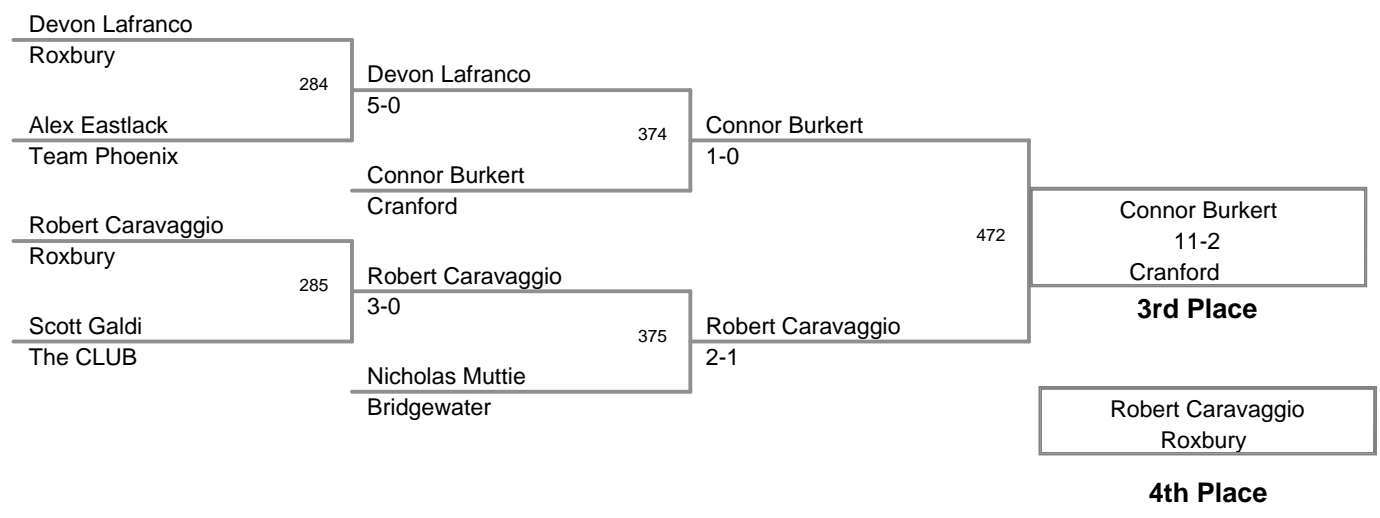 Devon Lafranco
Roxbury
284
Alex Eastlack
Team Phoenix
Devon Lafranco
5-0
374
Connor Burkert
Cranford
Connor Burkert
1-0
Robert Caravaggio
Roxbury
285
Scott Galdi
The CLUB
Robert Caravaggio
3-0
375
Nicholas Muttie
Bridgewater
Robert Caravaggio
2-1
472
Connor Burkert
11-2
Cranford
3rd Place
Robert Caravaggio
Roxbury
4th Place